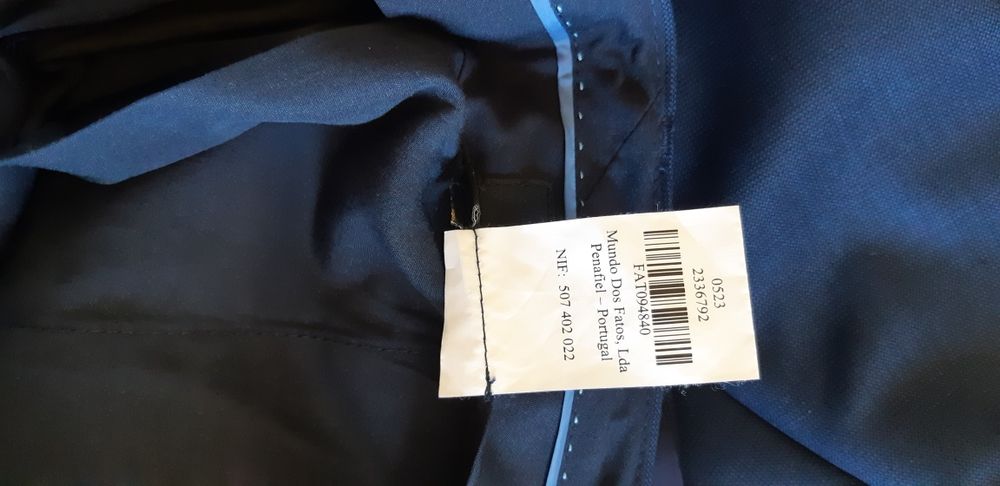 0523
2336792
FAT094840
Mundo Dos Fatos, Lda
Penafiel – Portugal
NIF: 507 402 022